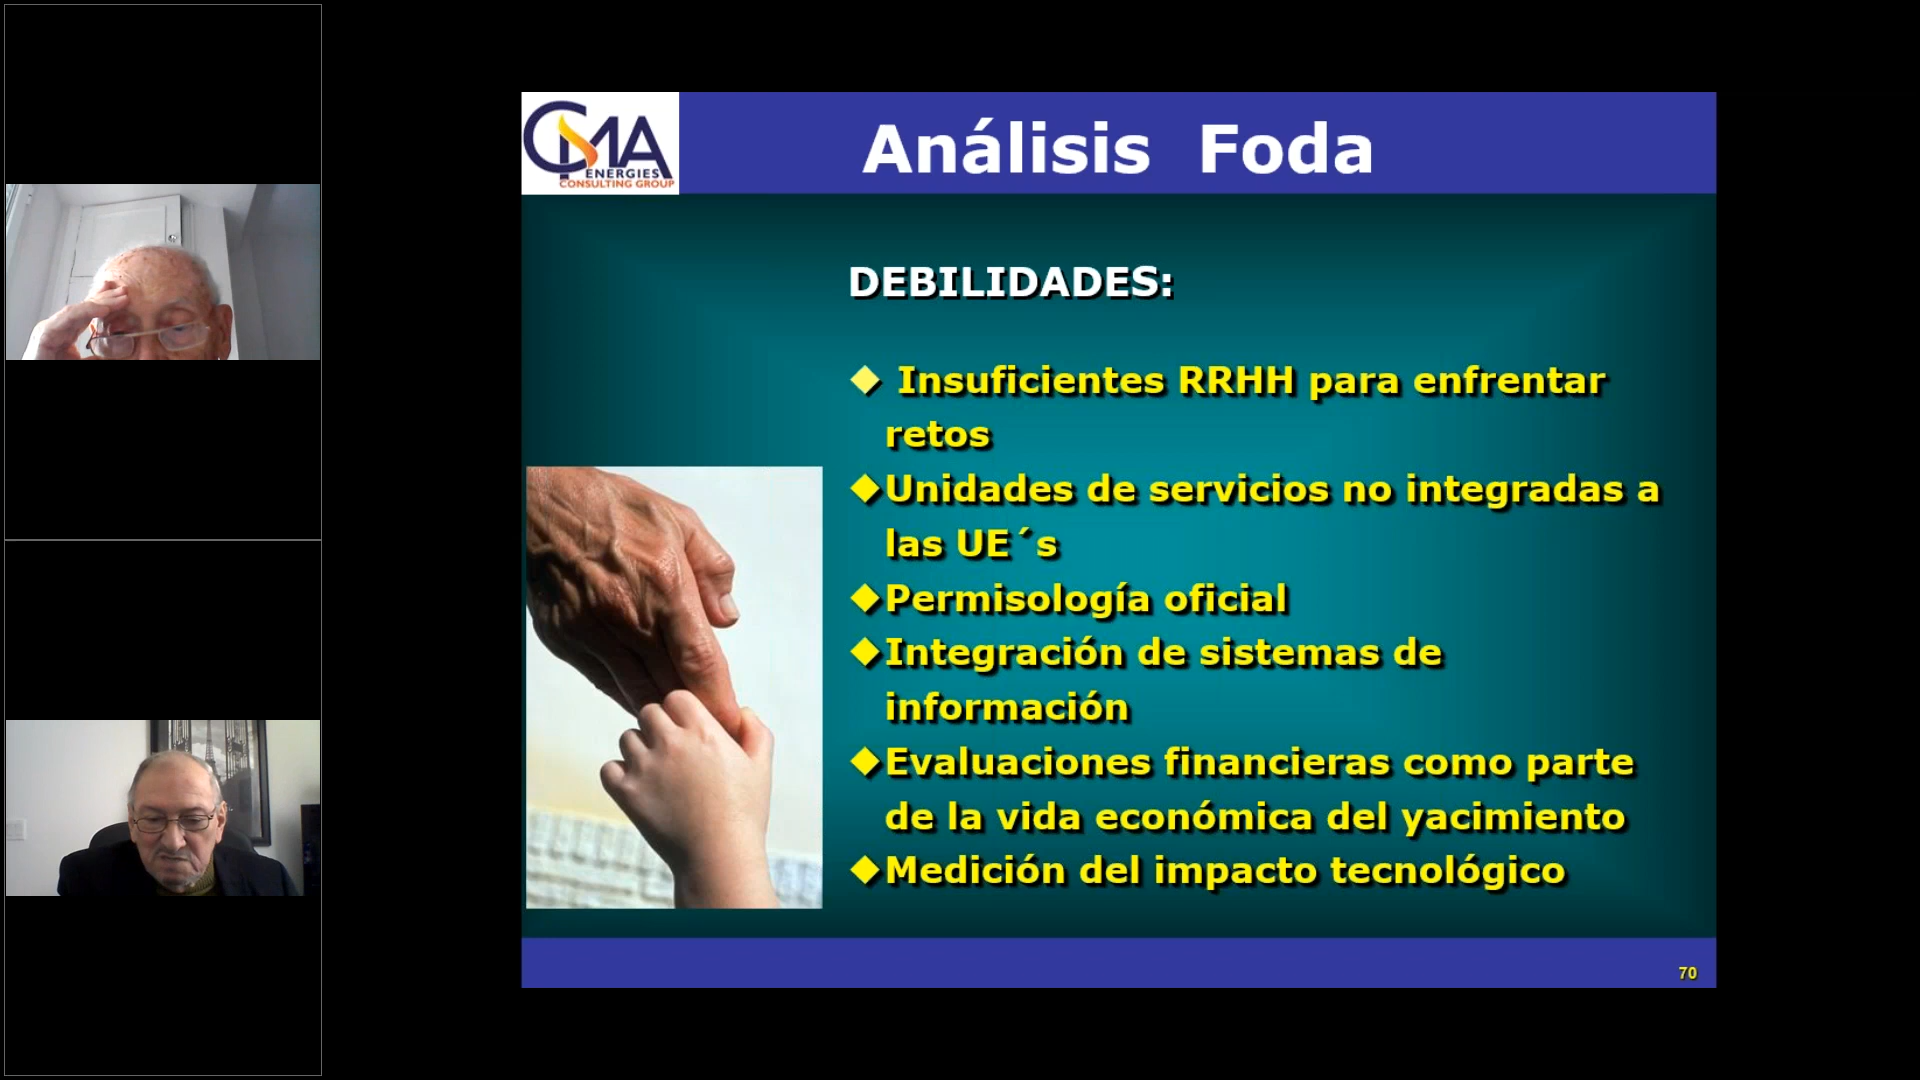 CMA
ENERGIES
CONSULTING GROUP
Análisis Foda
DEBILIDADES:
Insuficientes RRHH para enfrentar
retos
Unidades de servicios no integradas a
las UE´s
Permisología oficial
Integración de sistemas de
información
Evaluaciones financieras como parte
de la vida económica del yacimiento
Medición del impacto tecnológico
70